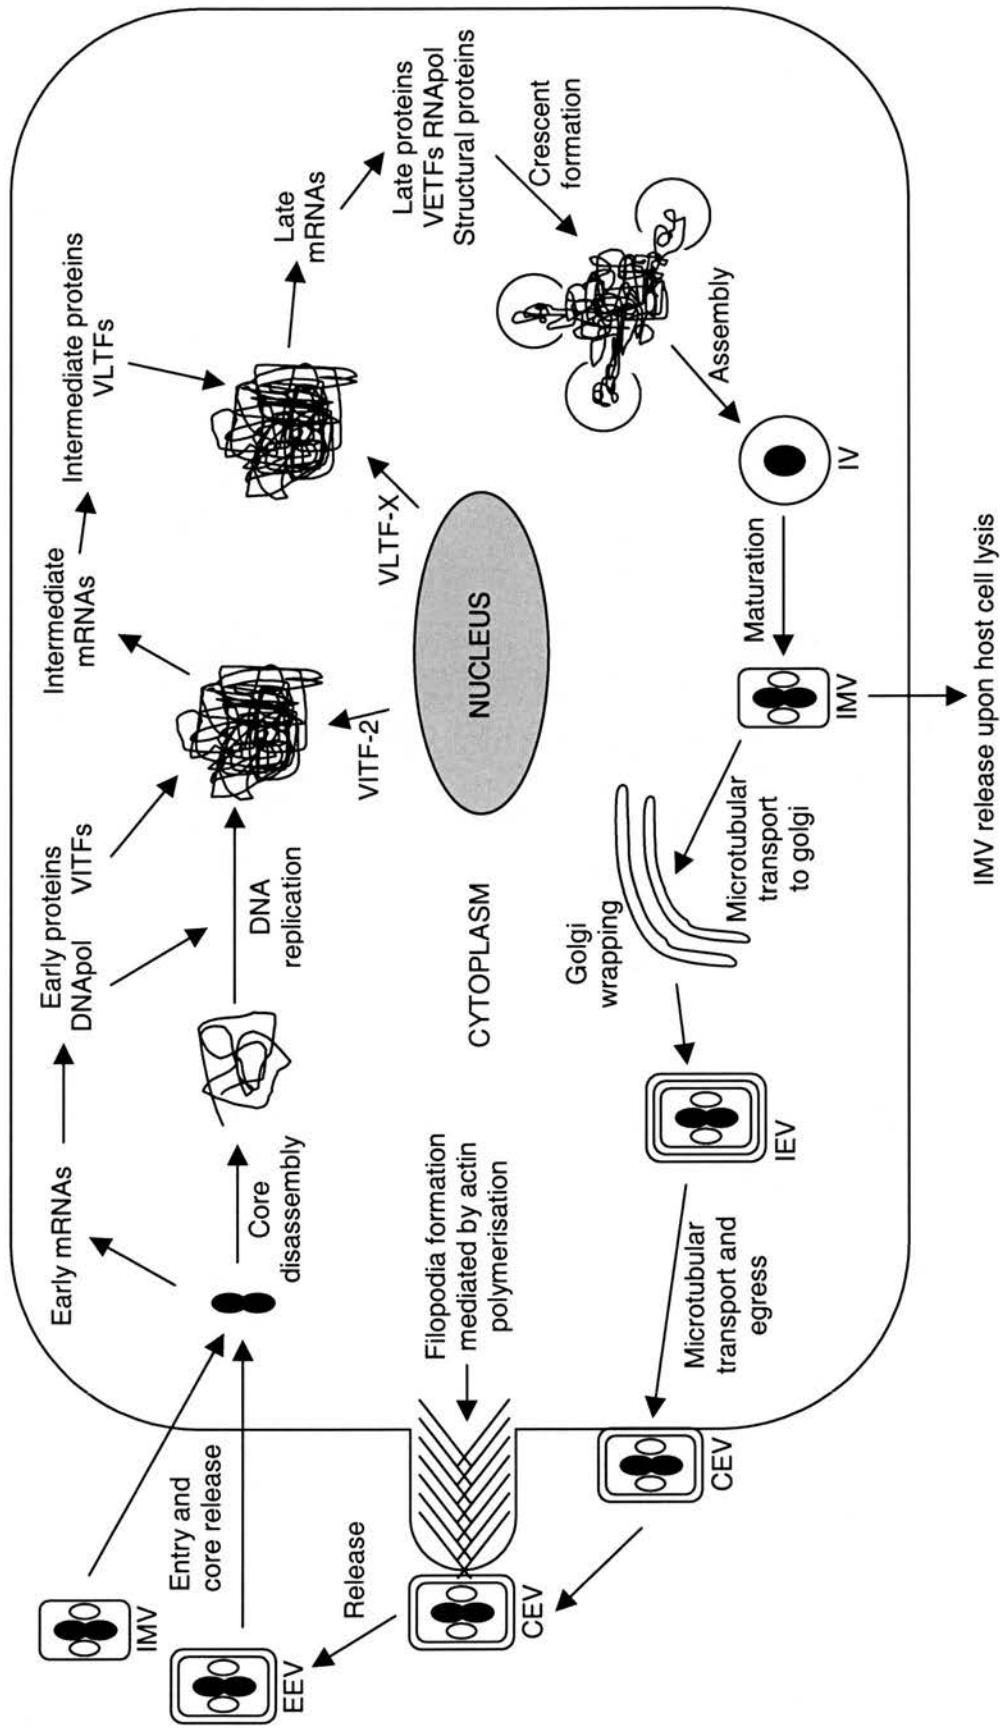 IMV
EEV
Entry and
core release
Release
CEV
CEV
Early mRNAs
Core
disassembly
Early proteins
DNApol VITFs
DNA
replication
Intermediate
mRNAs
Intermediate proteins
VLTFs
Late
mRNAs
Late proteins
VETFs RNApol
Structural proteins
Crescent
formation
VITF-2
VLTF-X
NUCLEUS
CYTOPLASM
Filopodia formation
mediated by actin
polymerisation
Assembly
IV
Maturation
IMV
Microtubular
transport
to golgi
Golgi
wrapping
IEV
Microtubular
transport and
egress
IMV release upon host cell lysis